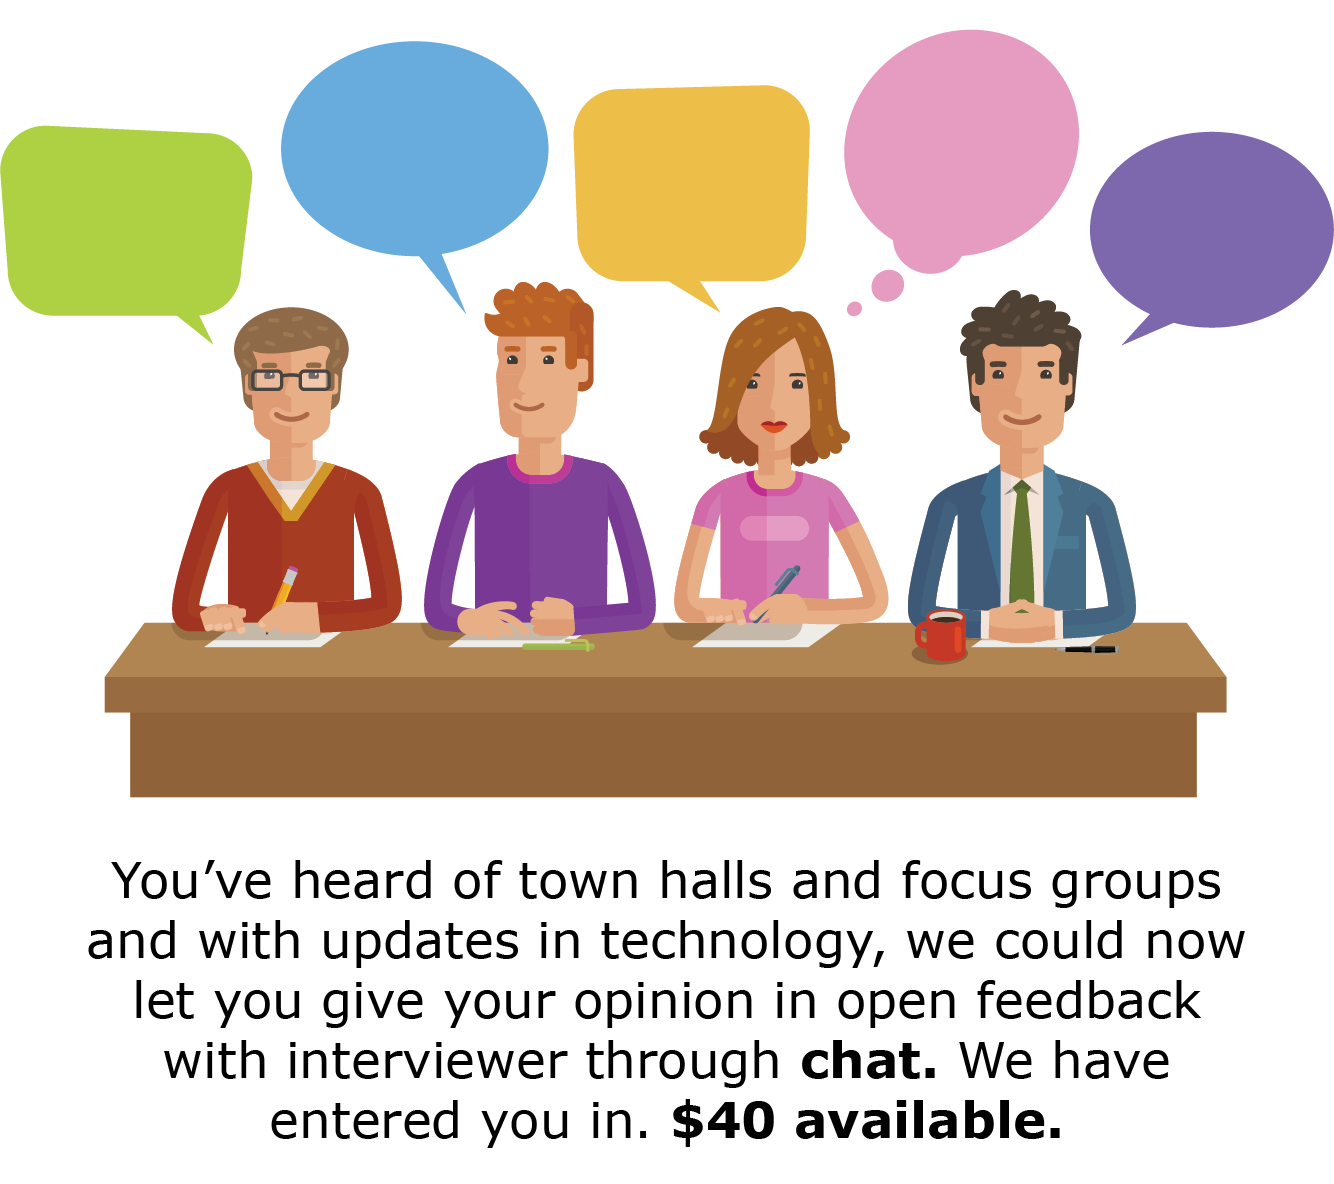 You’ve heard of town halls and focus groups
and with updates in technology, we could now
let you give your opinion in open feedback
with interviewer through chat. We have
entered you in. $40 available.